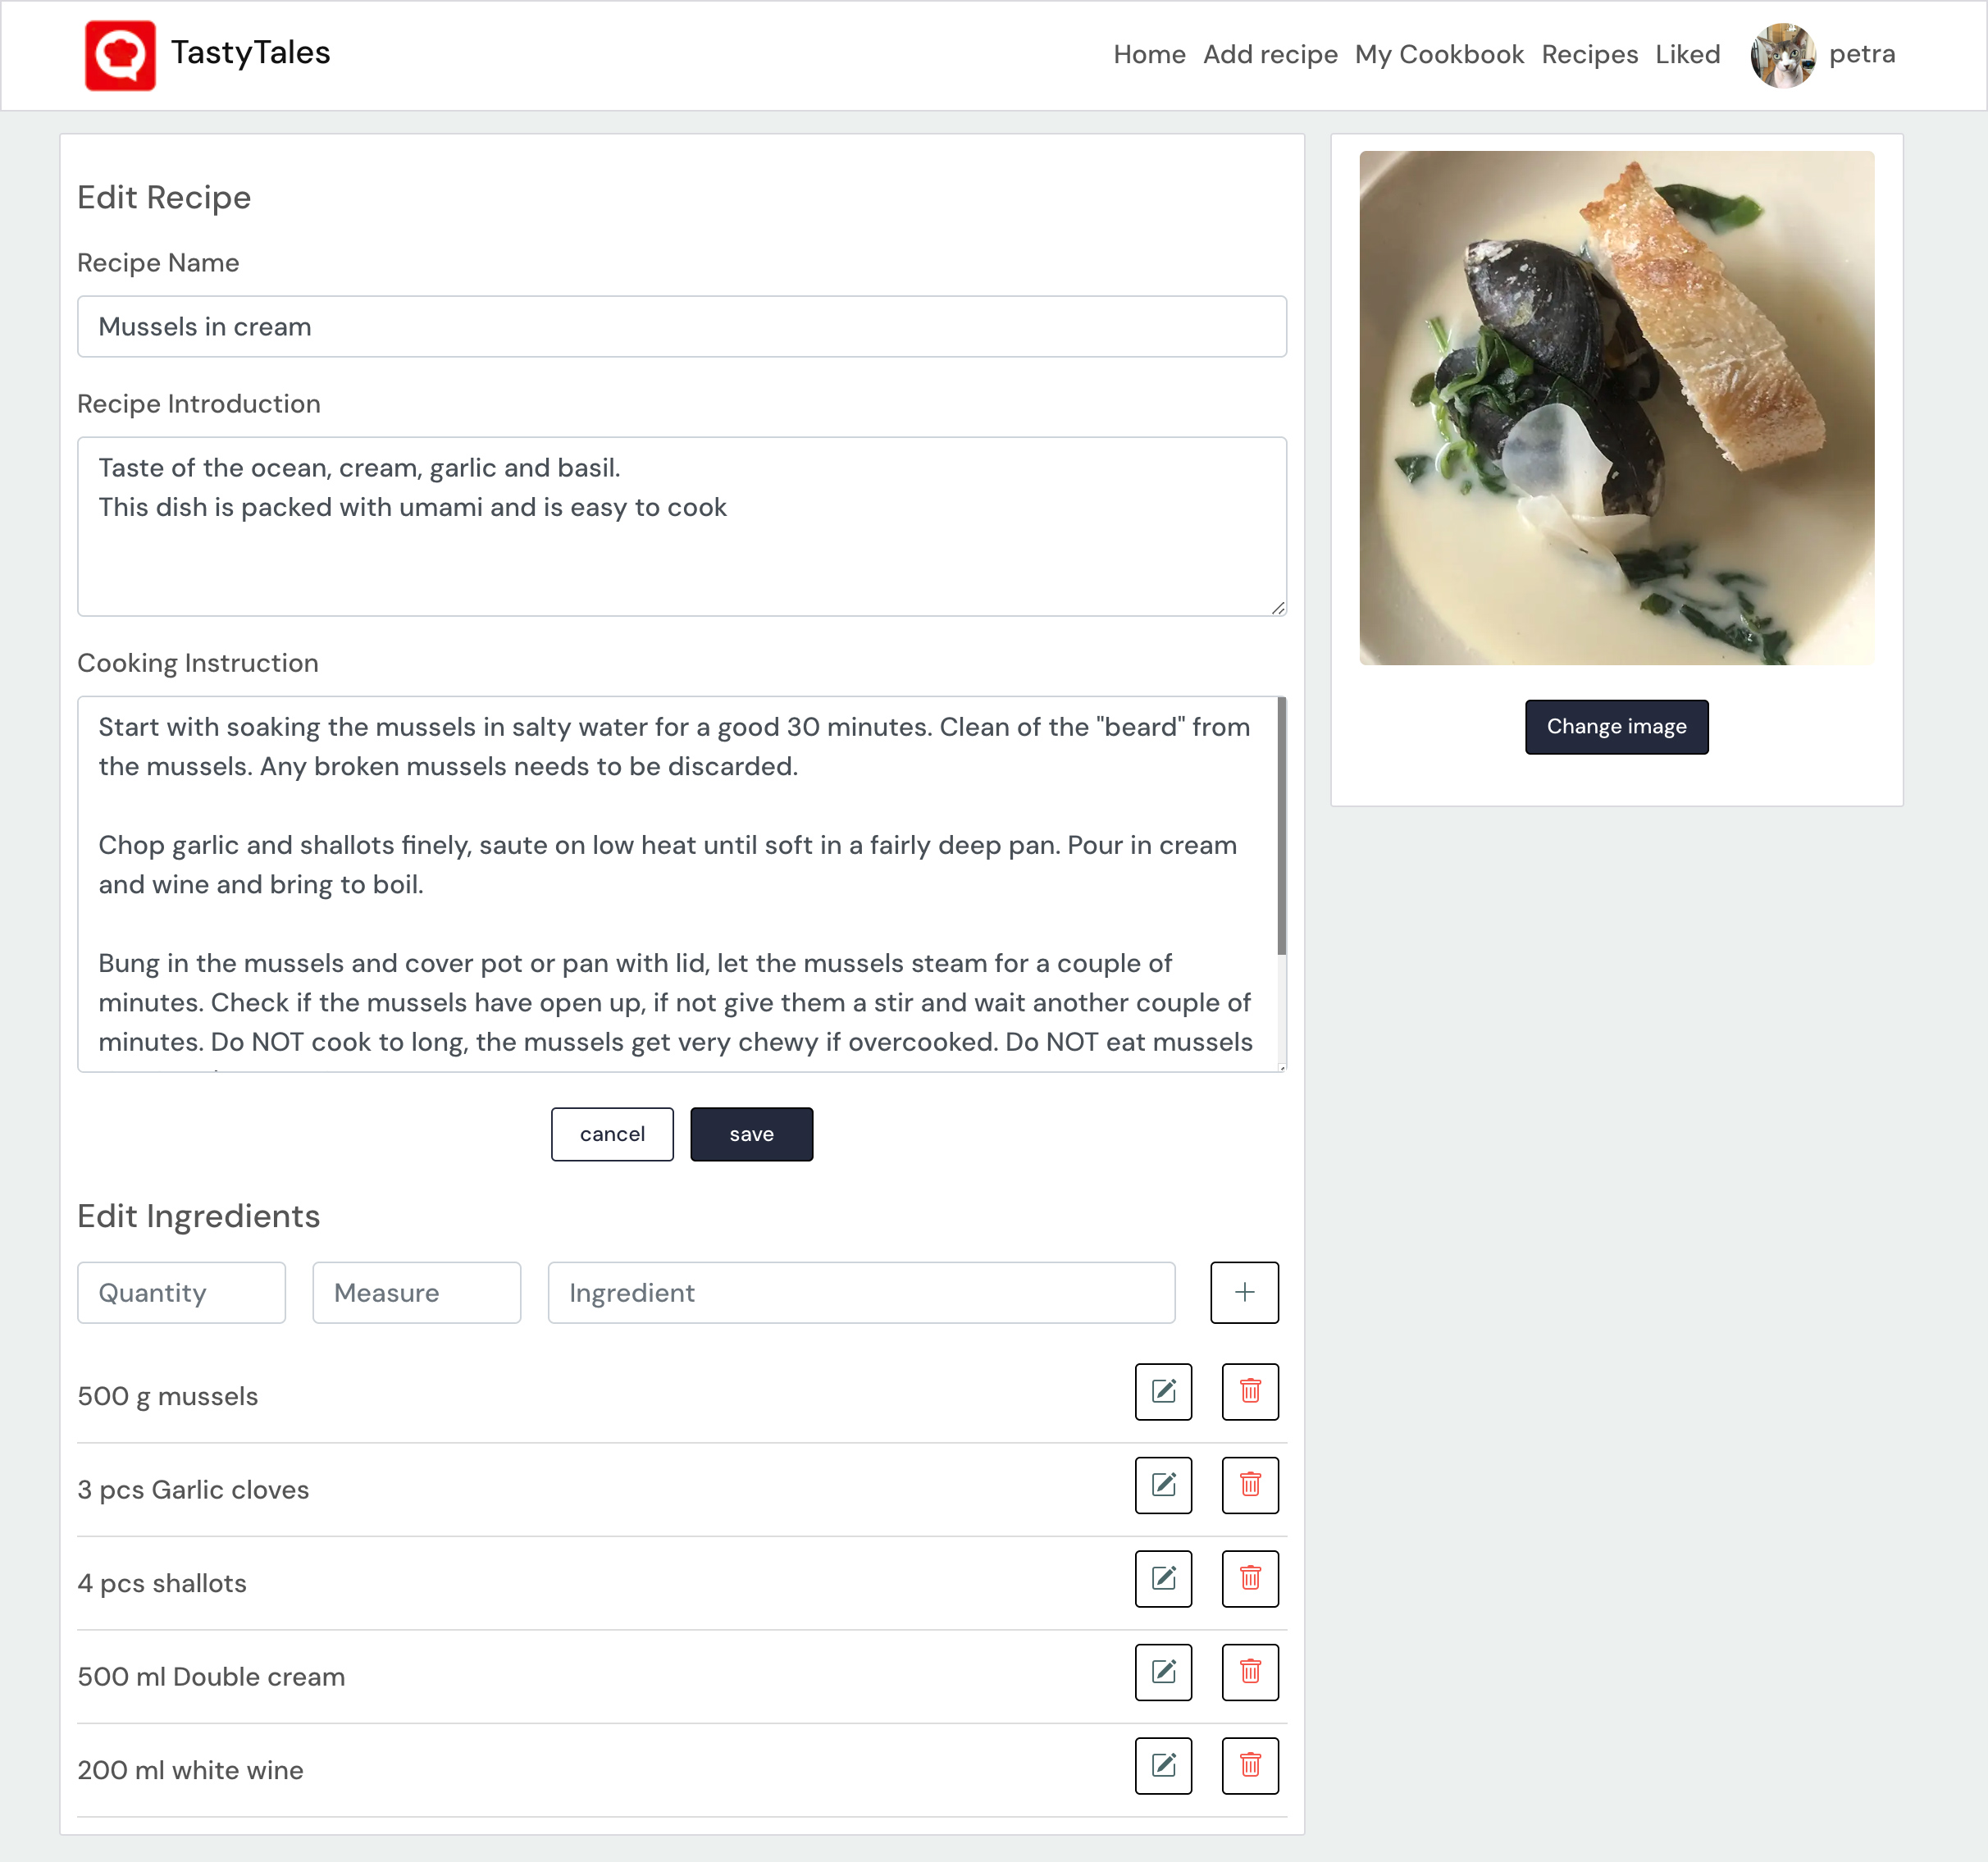 TastyTales
Home Add recipe My Cookbook Recipes Liked petra
Edit Recipe
Recipe Name
Mussels in cream
Recipe Introduction
Taste of the ocean, cream, garlic and basil.
This dish is packed with umami and is easy to cook
Cooking Instruction
Start with soaking the mussels in salty water for a good 30 minutes. Clean of the "beard" from
the mussels. Any broken mussels needs to be discarded.
Chop garlic and shallots finely, saute on low heat until soft in a fairly deep pan. Pour in cream
and wine and bring to boil.
Bung in the mussels and cover pot or pan with lid, let the mussels steam for a couple of
minutes. Check if the mussels have open up, if not give them a stir and wait another couple of
minutes. Do NOT cook to long, the mussels get very chewy if overcooked. Do NOT eat mussels
cancel save
Edit Ingredients
Quantity Measure Ingredient +
500 g mussels
3 pcs Garlic cloves
4 pcs shallots
500 ml Double cream
200 ml white wine
Change image